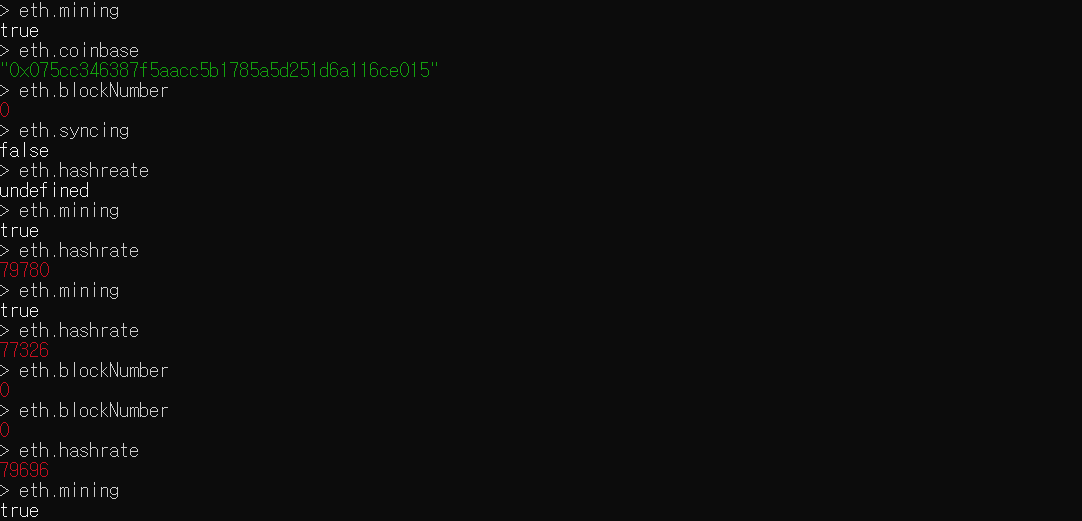 > eth.mining
true
> eth.coinbase
"0x075cc346387f5aacc5b1785a5d251d6a116ce015"
> eth.blockNumber
0
> eth.syncing
false
> eth.hashreate
undefined
> eth.mining
true
> eth.hashrate
79780
> eth.mining
true
> eth.hashrate
77326
> eth.blockNumber
0
> eth.blockNumber
0
> eth.hashrate
79696
> eth.mining
true